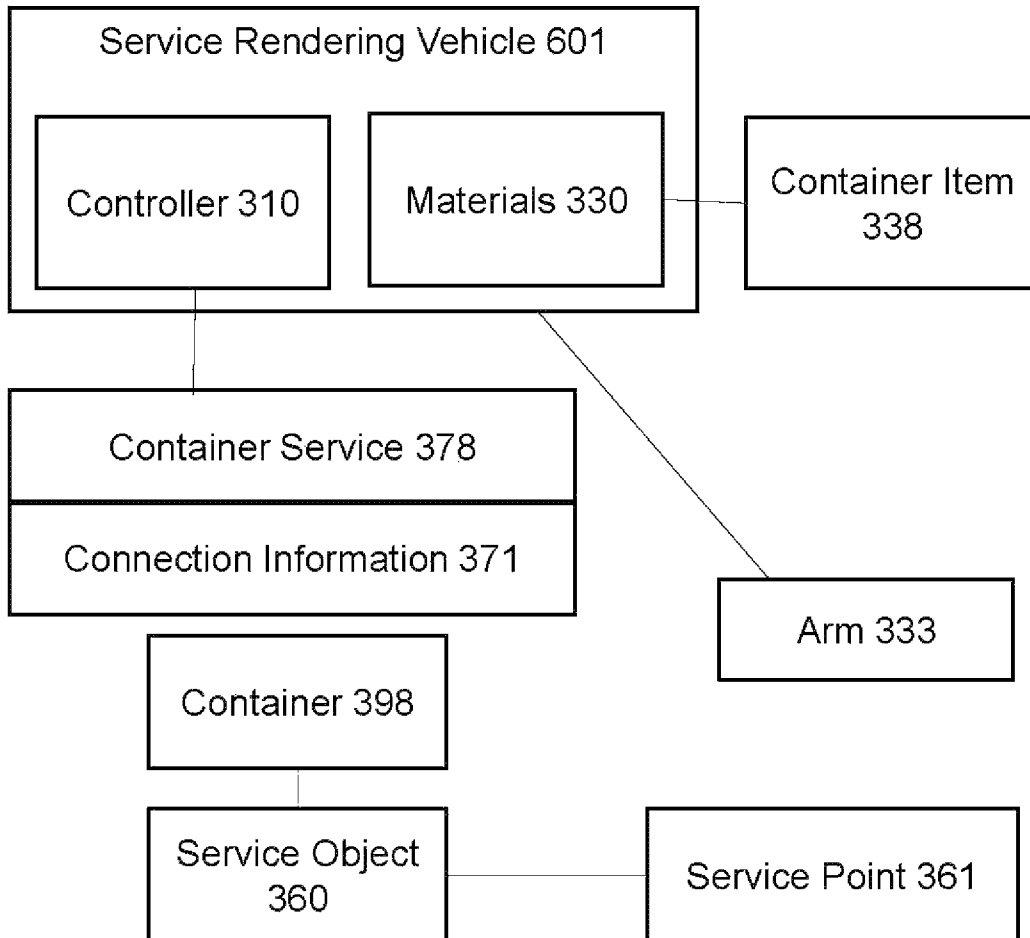 Service Rendering Vehicle 601
Controller 310
Materials 330
Container Item
338
Container Service 378
Connection Information 371
Arm 333
Container 398
Service Object
360
Service Point 361